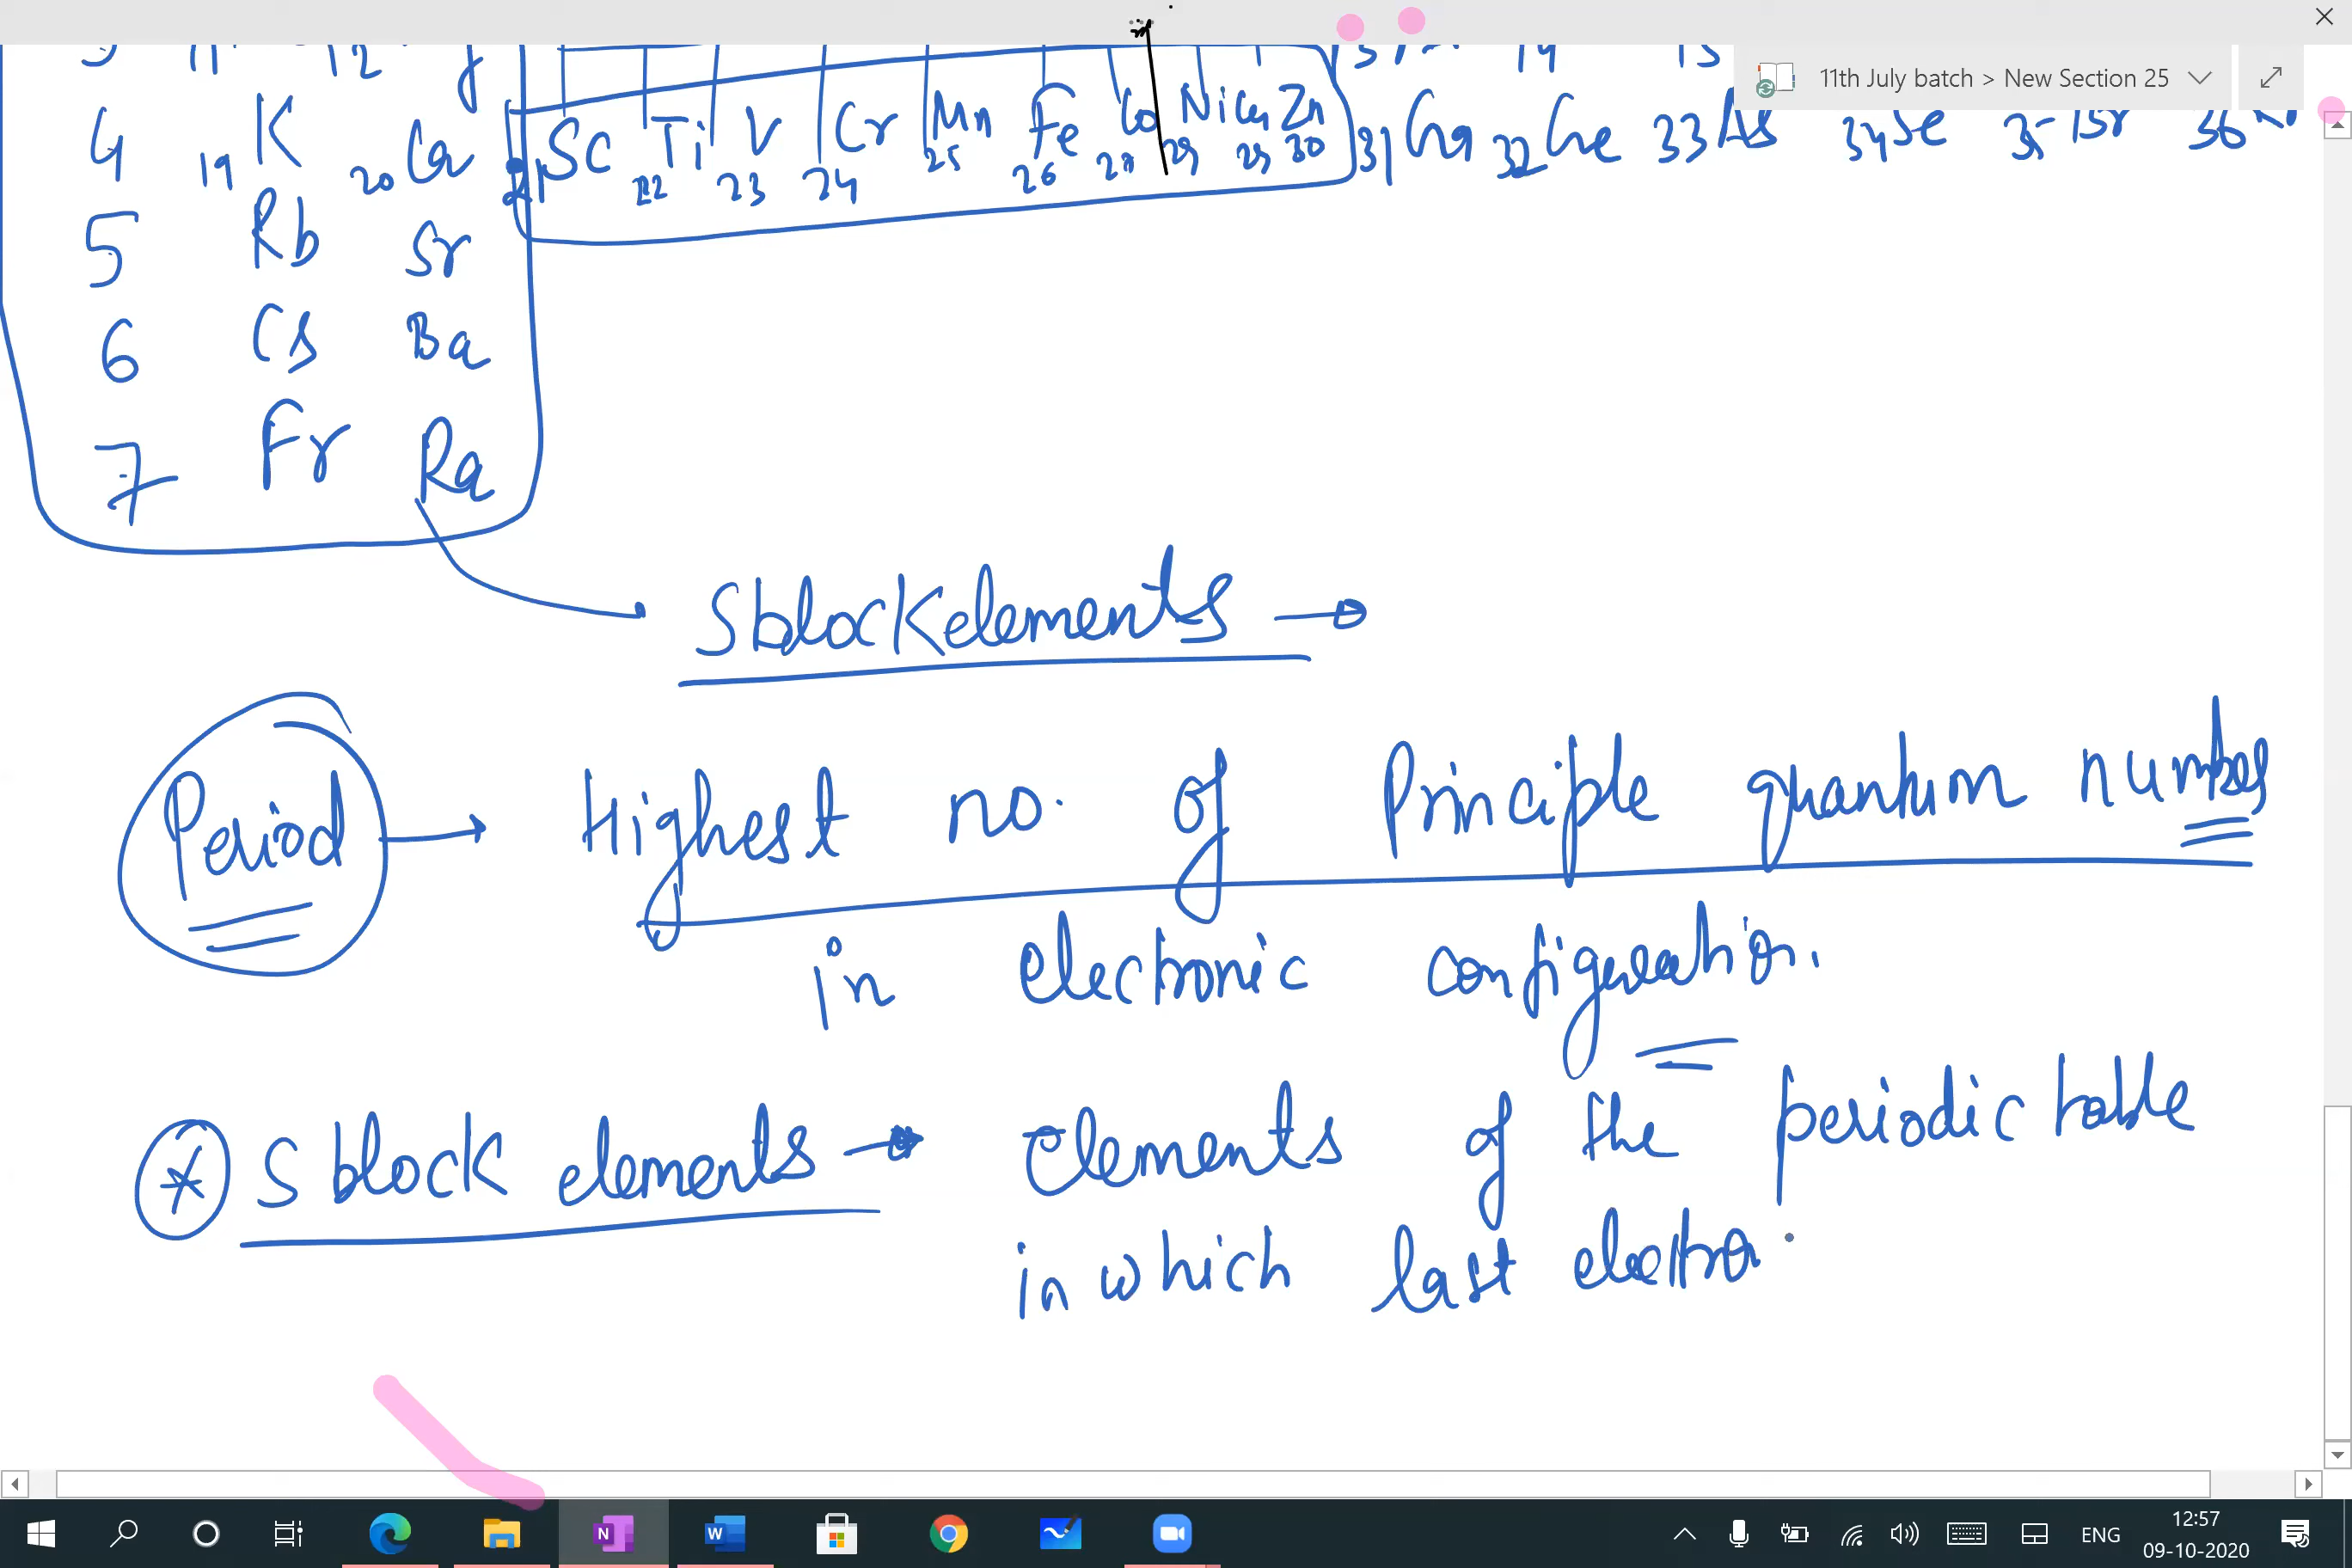 11th July batch > New Section 25
4 19 K 20 Ca 21 Sc 22 Ti 23 V 24 Cr 25 Mn 26 Fe Co Ni Cu 29 Zn 30 31 Ga 32 Ge 33 As 34 Se 35 Br 36 Kr
5 Rb Sr
6 Cs Ba
7 Fr Ra
S block elements →
Period → Highest no. of Principle quantum number
in electronic configuration.
* S block elements → elements of the periodic table
in which last electron
ENG
12:57
09-10-2020